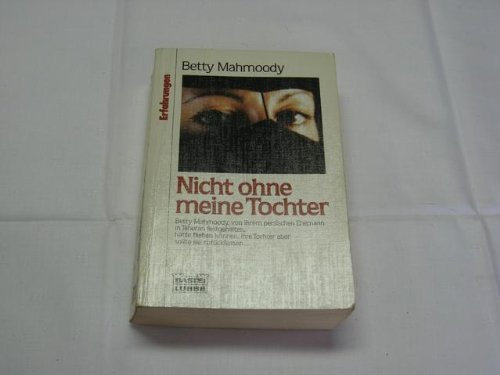 Betty Mahmoody
Erfahrungen
Nicht ohne
meine Tochter
Betty Mahmoody, von ihrem persischen Ehemann
in Teheran festgehalten,
hätte fliehen können, ihre Tochter aber
sollte sie zurücklassen
BASTEI
LÜBBE